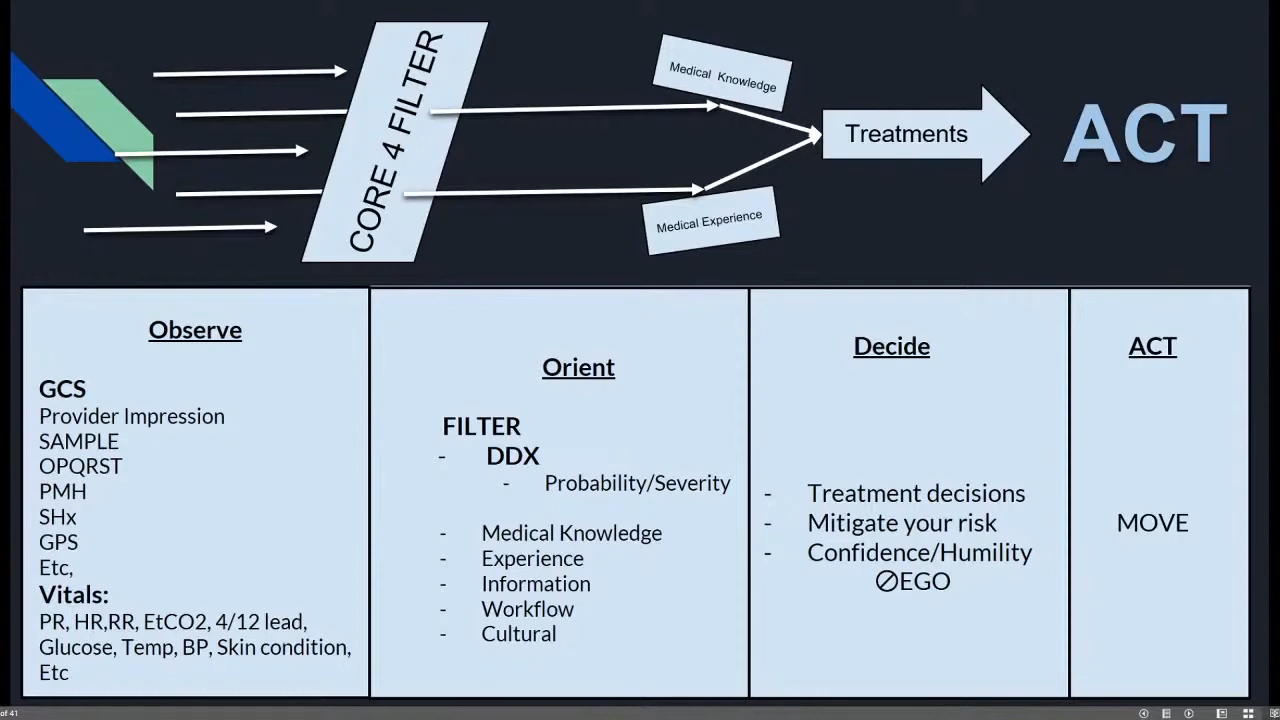 CORE 4 FILTER
Medical Knowledge
Medical Experience
Treatments
ACT
Observe
GCS
Provider Impression
SAMPLE
OPQRST
PMH
SHx
GPS
Etc,
Vitals:
PR, HR,RR, EtCO2, 4/12 lead,
Glucose, Temp, BP, Skin condition,
Etc
Orient
FILTER
- DDX
- Probability/Severity
- Medical Knowledge
- Experience
- Information
- Workflow
- Cultural
Decide
- Treatment decisions
- Mitigate your risk
- Confidence/Humility
⊘EGO
ACT
MOVE
of 41